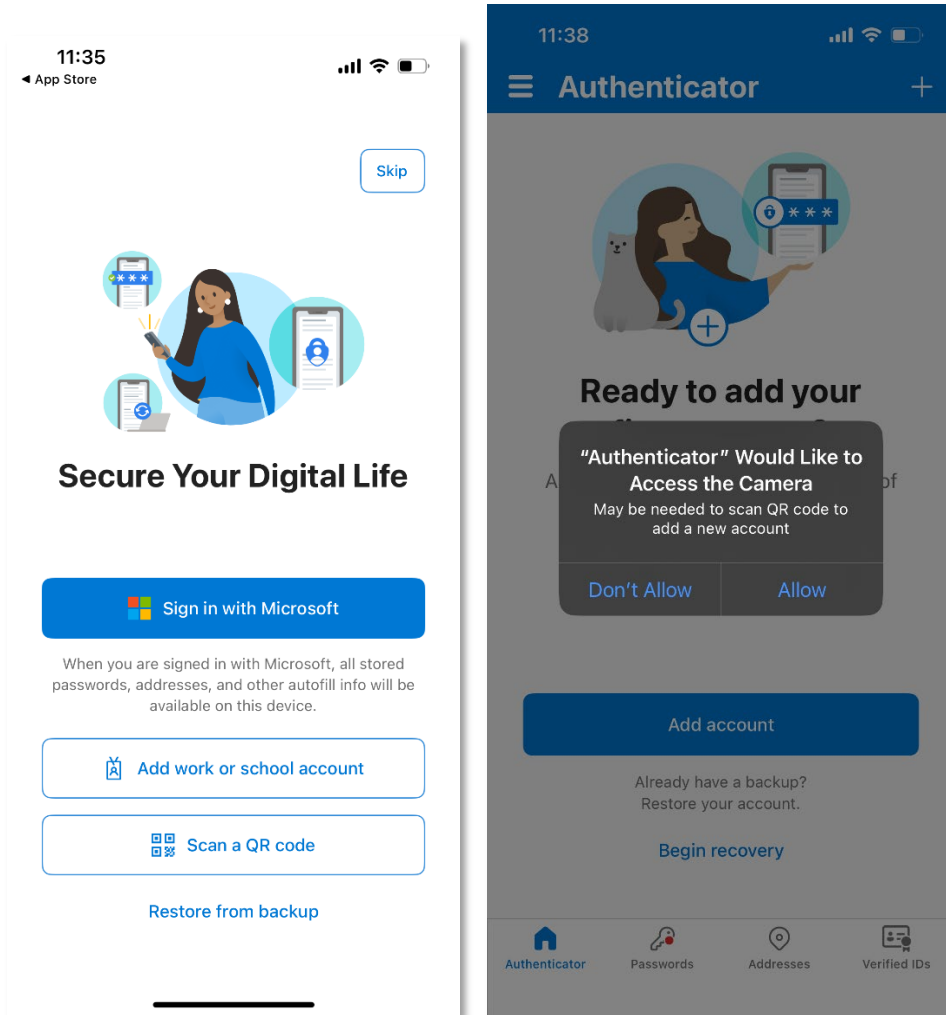 11:35
◀ App Store
Skip
***
Secure Your Digital Life
Sign in with Microsoft
When you are signed in with Microsoft, all stored
passwords, addresses, and other autofill info will be
available on this device.
Add work or school account
Scan a QR code
Restore from backup
11:38
Authenticator
***
Ready to add your
A
of
“Authenticator” Would Like to
Access the Camera
May be needed to scan QR code to
add a new account
Don’t Allow
Allow
Add account
Already have a backup?
Restore your account.
Begin recovery
Authenticator
Passwords
Addresses
Verified IDs